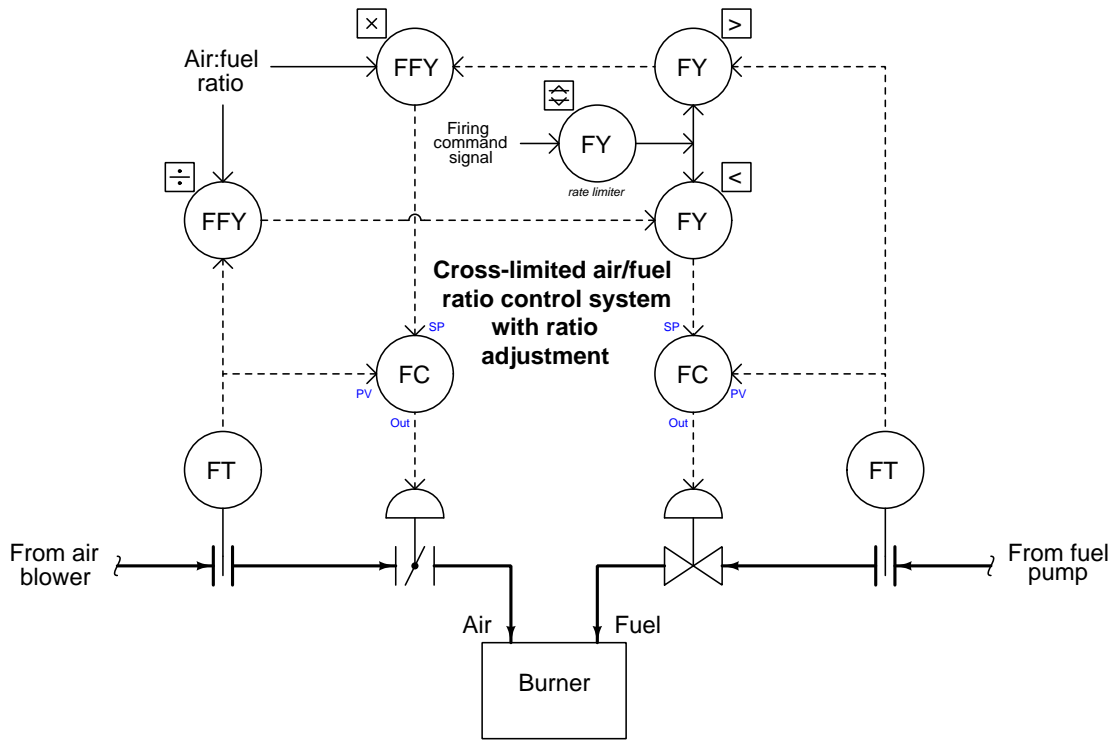 ×
>
Air:fuel
ratio
FFY
FY
Firing
command
signal
FY
rate limiter
÷
<
FFY
FY
Cross-limited air/fuel
ratio control system
with ratio
adjustment
SP
SP
FC
FC
PV
PV
Out
Out
FT
FT
From air
blower
From fuel
pump
Air
Fuel
Burner